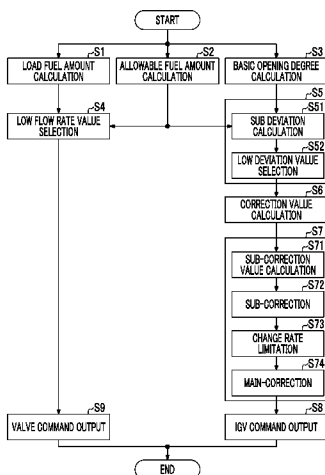 START
S1
S2
S3
LOAD FUEL AMOUNT
CALCULATION
ALLOWABLE FUEL AMOUNT
CALCULATION
BASIC OPENING DEGREE
CALCULATION
S4
S5
S51
LOW FLOW RATE VALUE
SELECTION
SUB DEVIATION
CALCULATION
S52
LOW DEVIATION VALUE
SELECTION
S6
CORRECTION VALUE
CALCULATION
S7
S71
SUB-CORRECTION
VALUE CALCULATION
S72
SUB-CORRECTION
S73
CHANGE RATE
LIMITATION
S74
MAIN-CORRECTION
S9
S8
VALVE COMMAND OUTPUT
IGV COMMAND OUTPUT
END